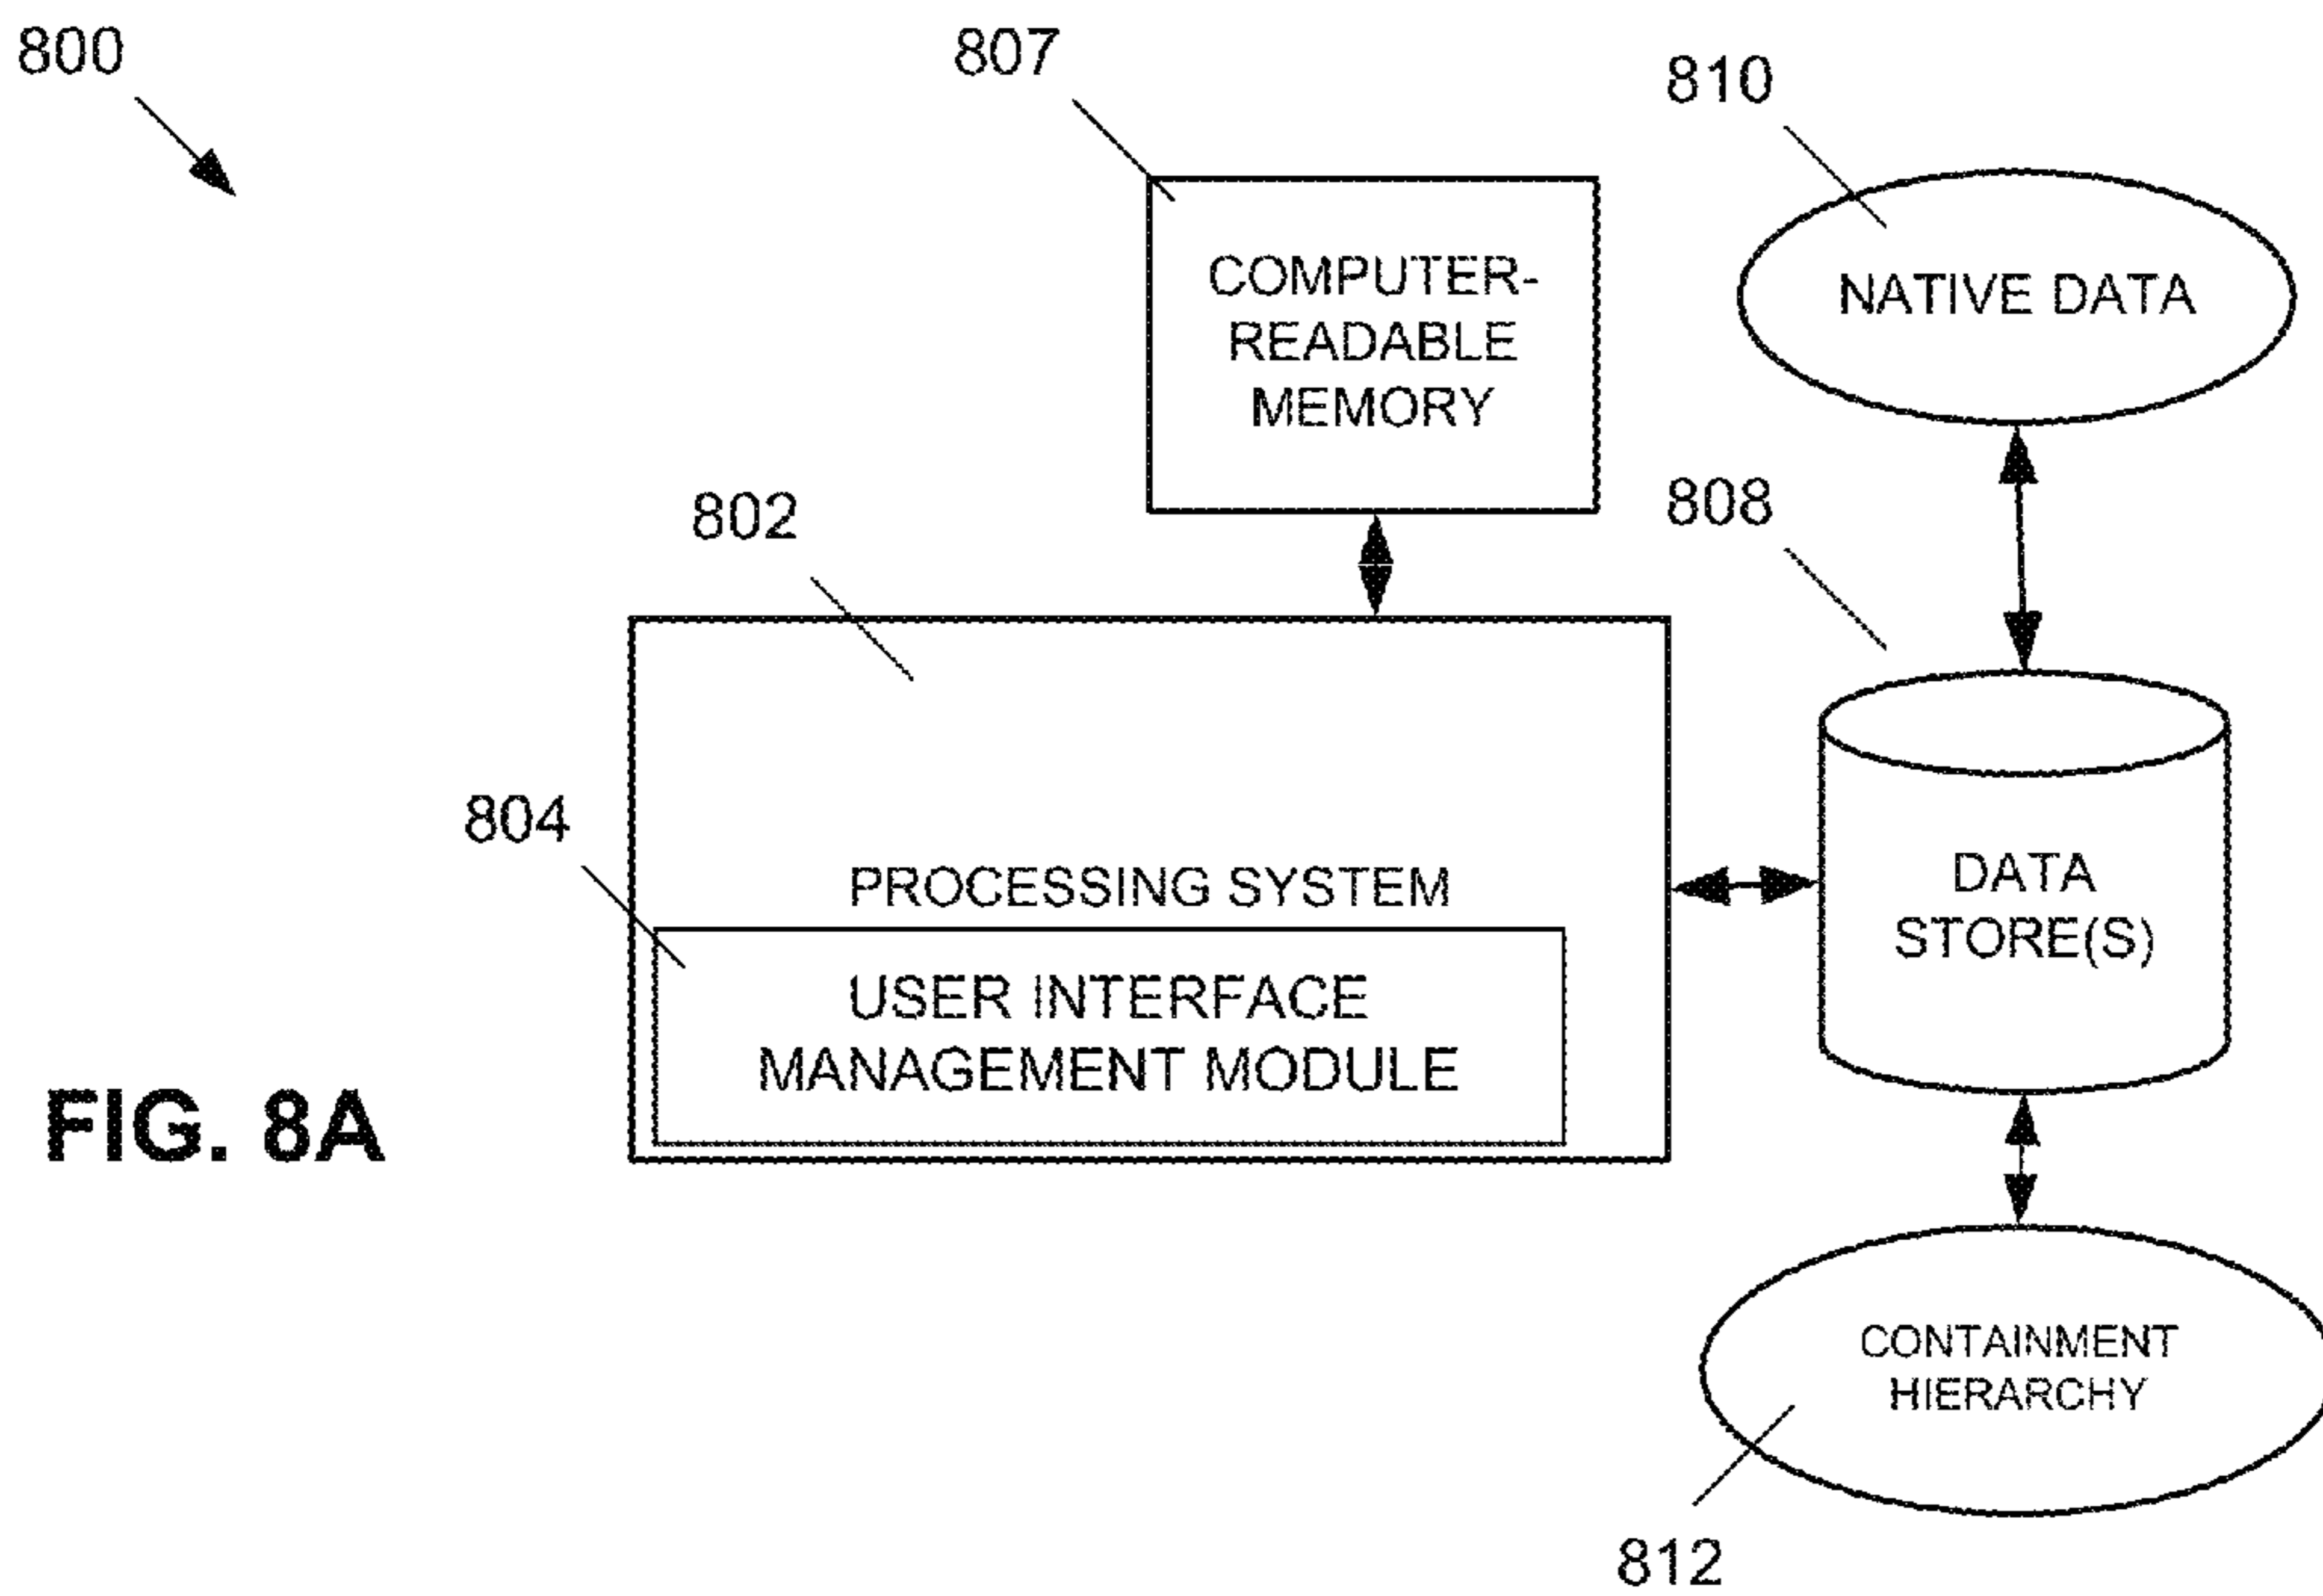 800
807
810
COMPUTER-
READABLE
MEMORY
NATIVE DATA
802
808
804
PROCESSING SYSTEM
DATA
STORE(S)
USER INTERFACE
MANAGEMENT MODULE
FIG. 8A
CONTAINMENT
HIERARCHY
812